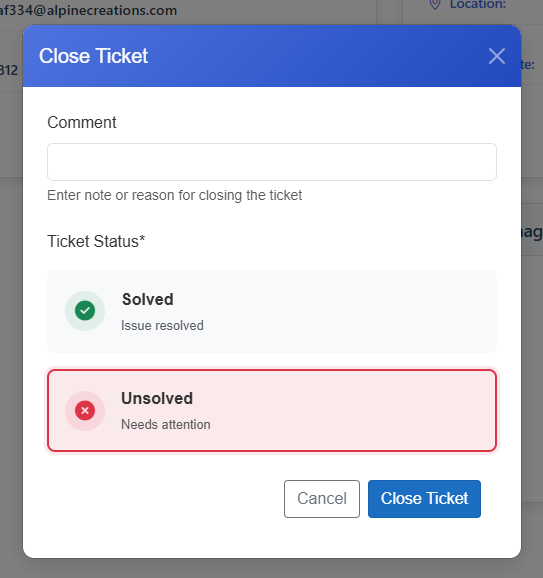 af334@alpinecreations.com
Location:
Close Ticket
312
te:
Comment
Enter note or reason for closing the ticket
Ticket Status*
nag
Solved
Issue resolved
Unsolved
Needs attention
Cancel
Close Ticket